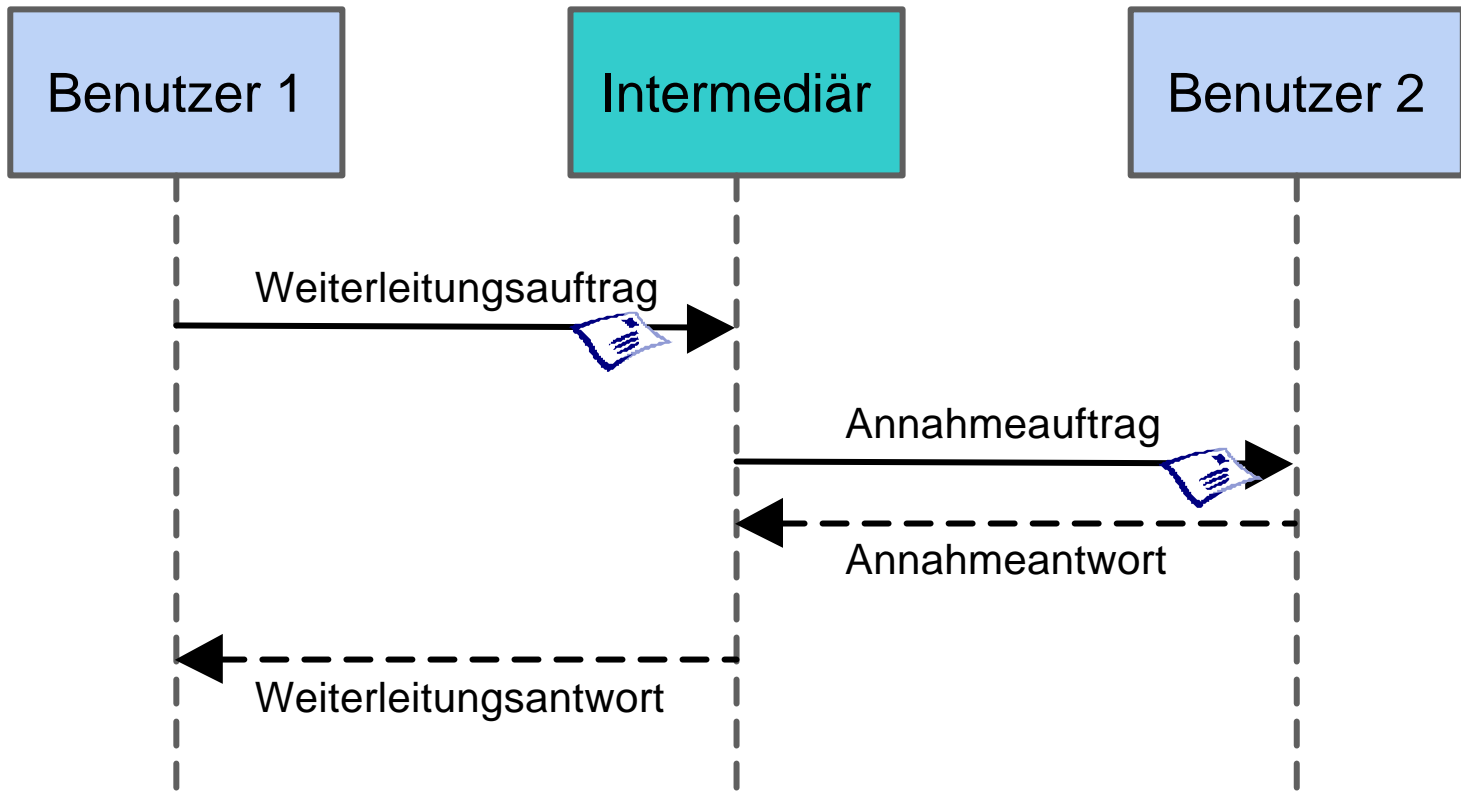 Benutzer 1
Intermediär
Benutzer 2
Weiterleitungsauftrag
Annahmeauftrag
Annahmeantwort
Weiterleitungsantwort